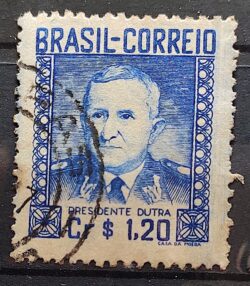 BRASIL-CORREIO
PRESIDENTE DUTRA
Cr $ 1,20
CASA DA MOEDA